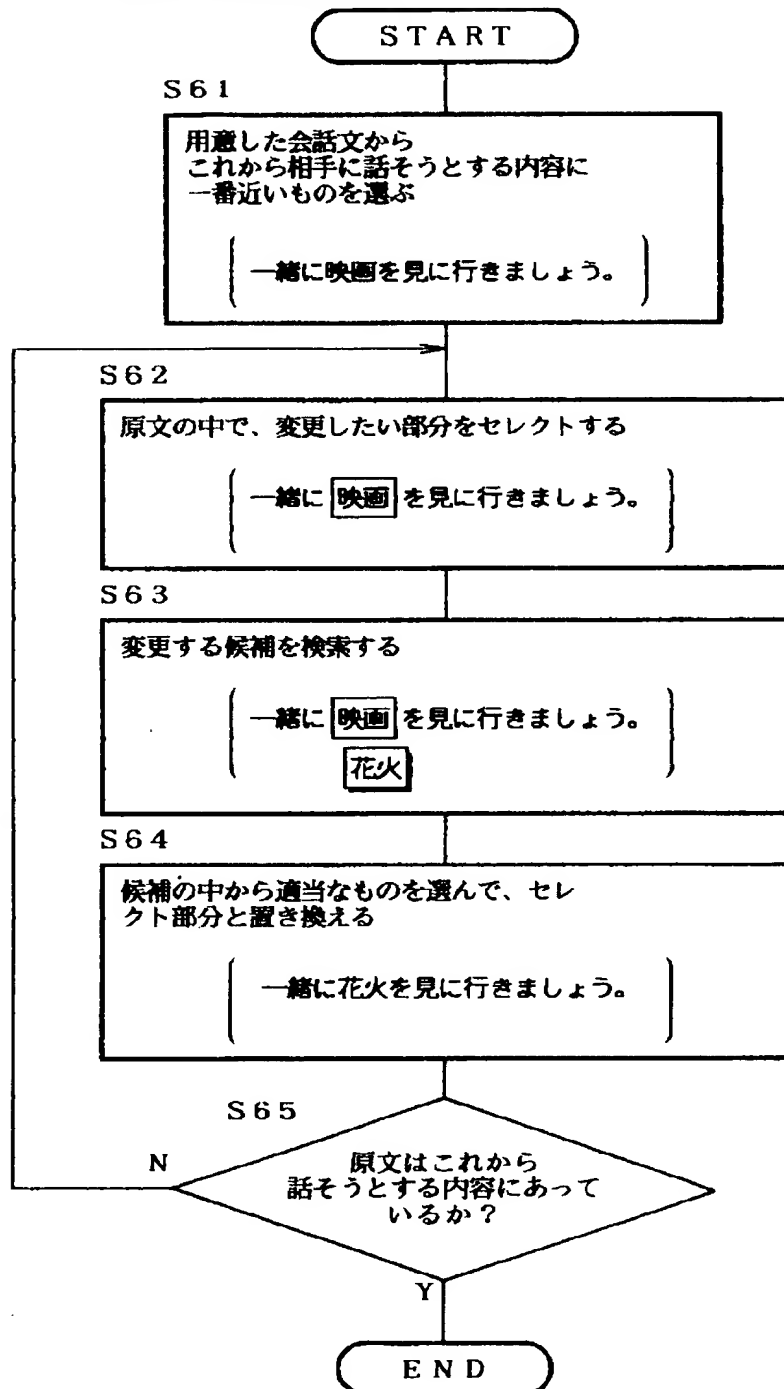 START
S61
用意した会話文から
これから相手に話そうとする内容に
一番近いものを選ぶ
一緒に映画を見に行きましょう。
S62
原文の中で、変更したい部分をセレクトする
一緒に 映画 を見に行きましょう。
S63
変更する候補を検索する
一緒に 映画 を見に行きましょう。
花火
S64
候補の中から適当なものを選んで、セレ
クト部分と置き換える
一緒に花火を見に行きましょう。
S65
N
原文はこれから
話そうとする内容にあって
いるか？
Y
END